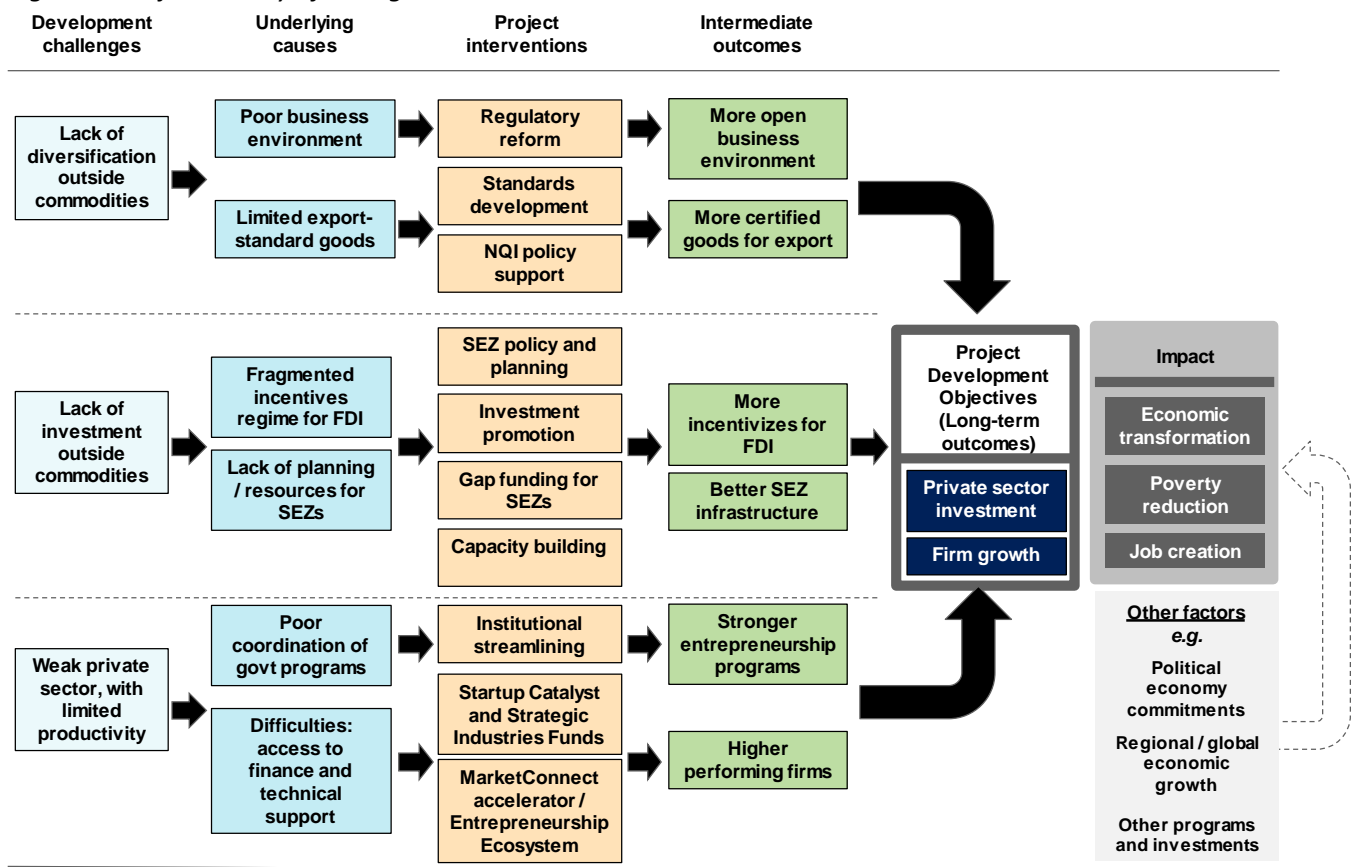 Development
challenges
Underlying
causes
Project
interventions
Intermediate
outcomes
Lack of
diversification
outside
commodities
Poor business
environment
Regulatory
reform
More open
business
environment
Limited export-
standard goods
Standards
development
NQI policy
support
More certified
goods for export
Lack of
investment
outside
commodities
Fragmented
incentives
regime for FDI
Lack of planning
/ resources for
SEZs
SEZ policy and
planning
Investment
promotion
Gap funding for
SEZs
Capacity building
More
incentivizes for
FDI
Better SEZ
infrastructure
Weak private
sector, with
limited
productivity
Poor
coordination of
govt programs
Institutional
streamlining
Stronger
entrepreneurship
programs
Difficulties:
access to
finance and
technical
support
Startup Catalyst
and Strategic
Industries Funds
MarketConnect
accelerator /
Entrepreneurship
Ecosystem
Higher
performing firms
Project
Development
Objectives
(Long-term
outcomes)
Private sector
investment
Firm growth
Impact
Economic
transformation
Poverty
reduction
Job creation
Other factors
e.g.
Political
economy
commitments
Regional / global
economic
growth
Other programs
and investments